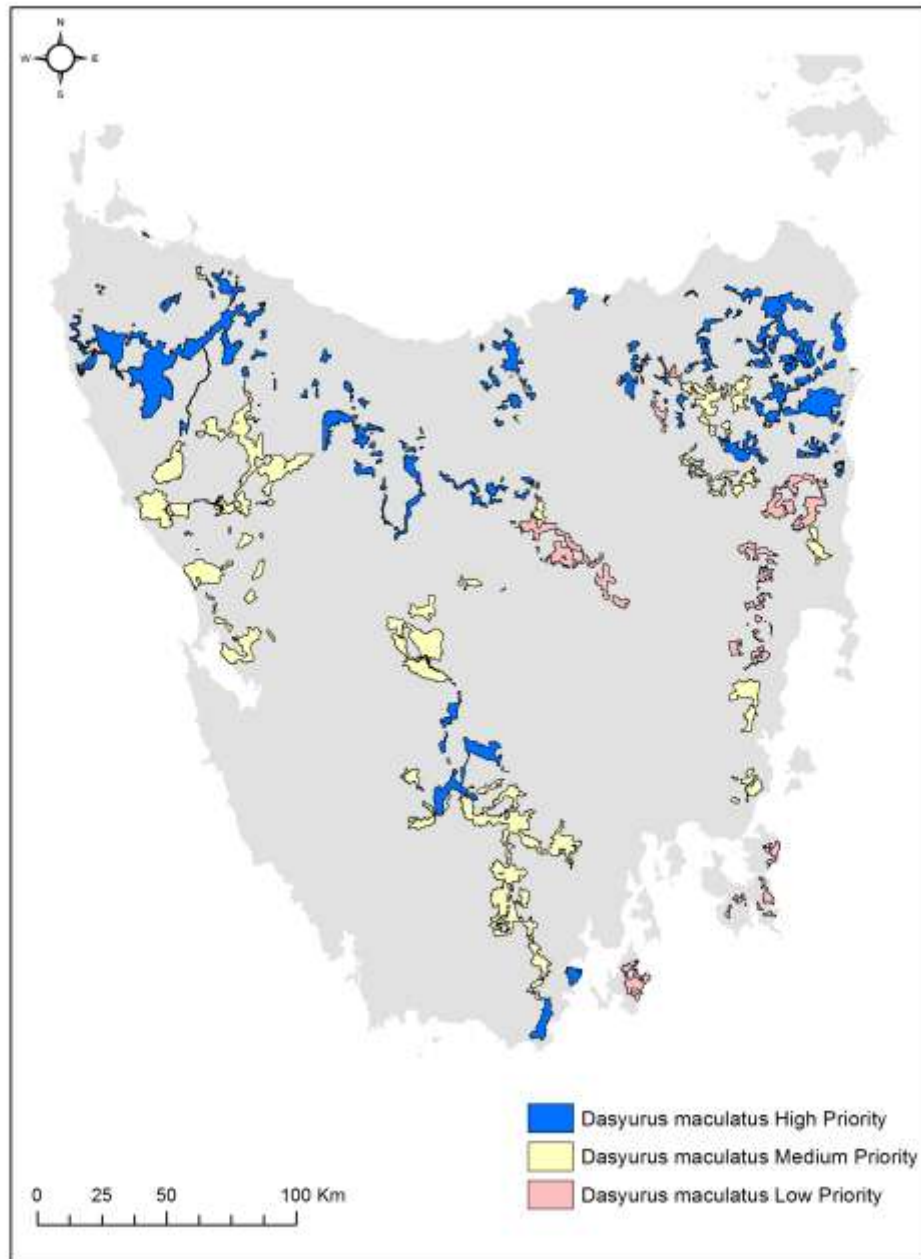 N
W E
S
Dasyurus maculatus High Priority
Dasyurus maculatus Medium Priority
Dasyurus maculatus Low Priority
0 25 50 100 Km